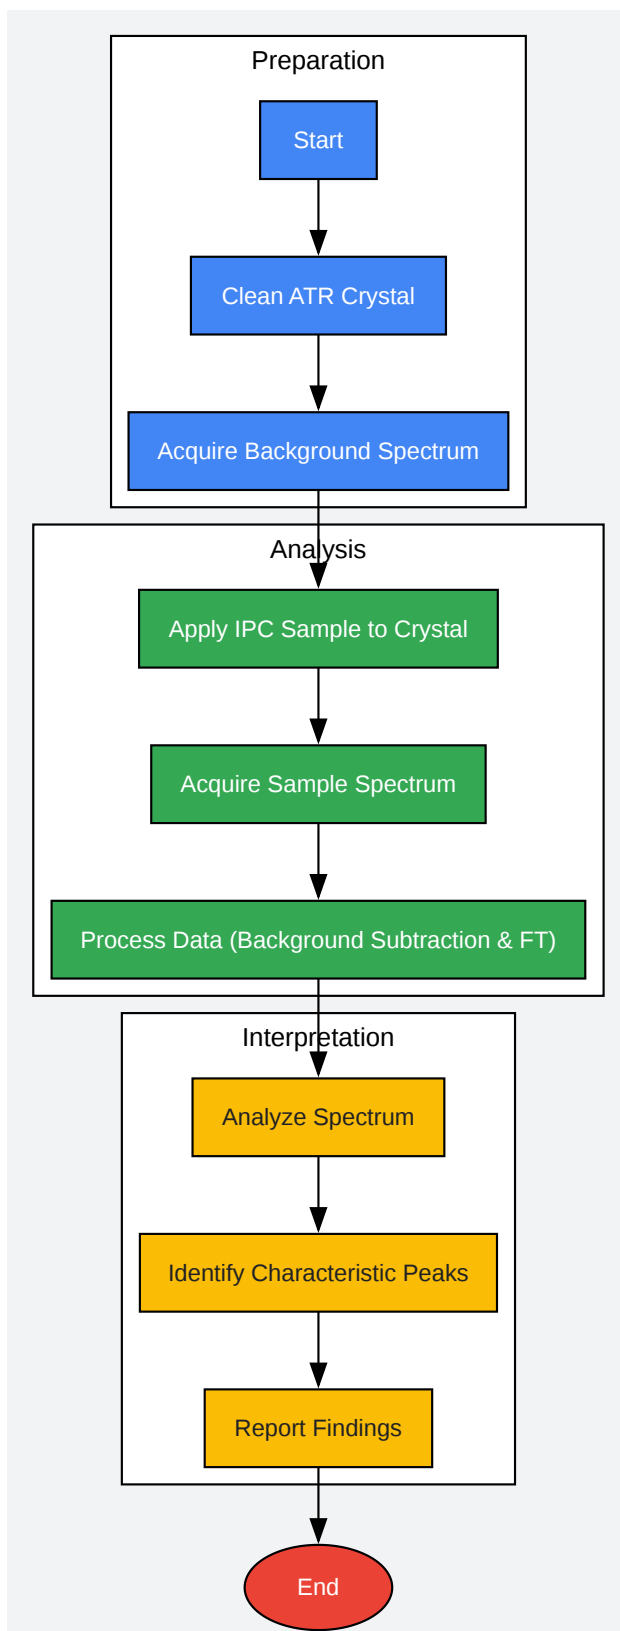 Preparation
Start
Clean ATR Crystal
Acquire Background Spectrum
Analysis
Apply IPC Sample to Crystal
Acquire Sample Spectrum
Process Data (Background Subtraction & FT)
Interpretation
Analyze Spectrum
Identify Characteristic Peaks
Report Findings
End